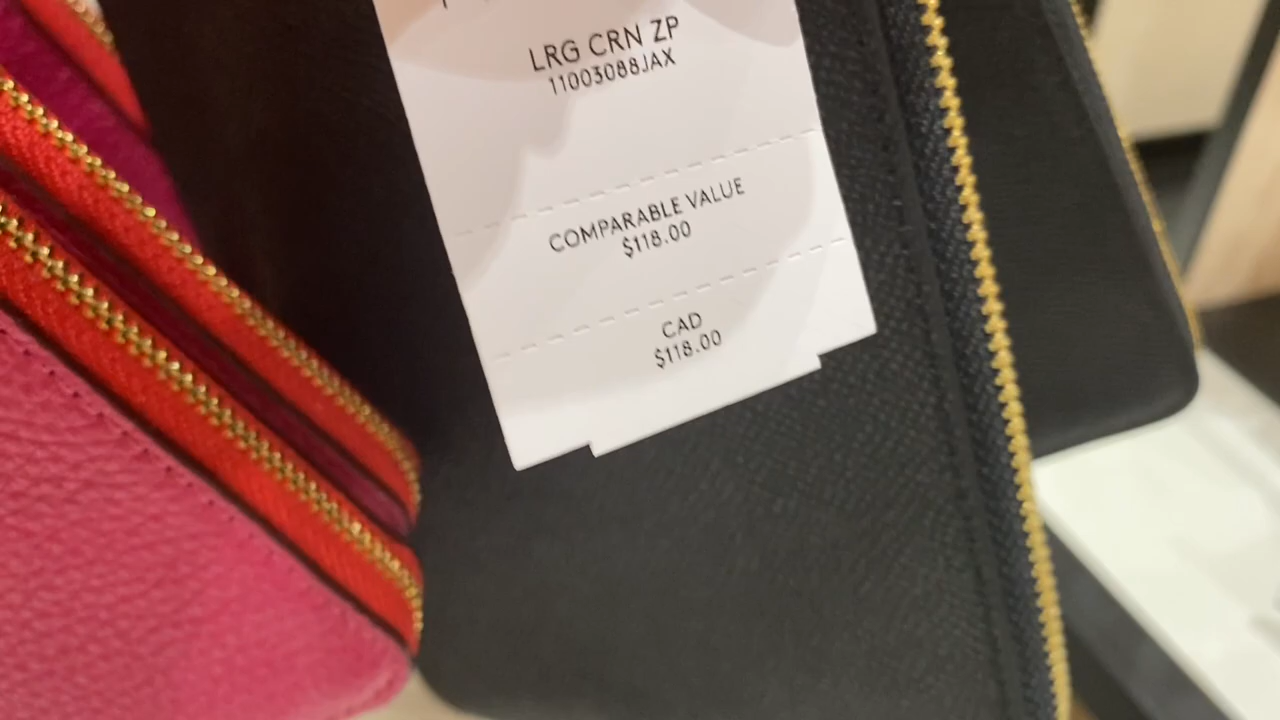 LRG CRN ZP
11003088JAX
COMPARABLE VALUE
$118.00
CAD
$118.00